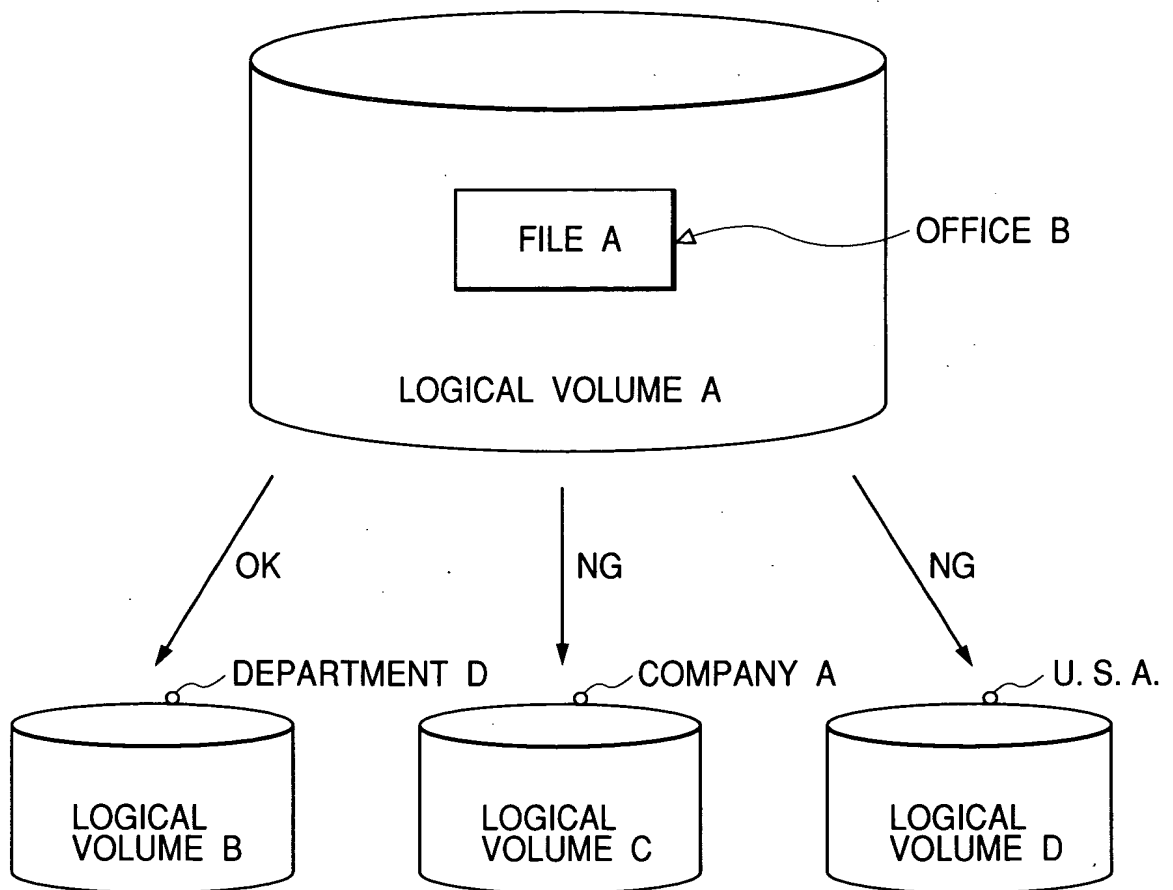 FILE A
OFFICE B
LOGICAL VOLUME A
OK
NG
NG
DEPARTMENT D
COMPANY A
U. S. A.
LOGICAL
VOLUME B
LOGICAL
VOLUME C
LOGICAL
VOLUME D